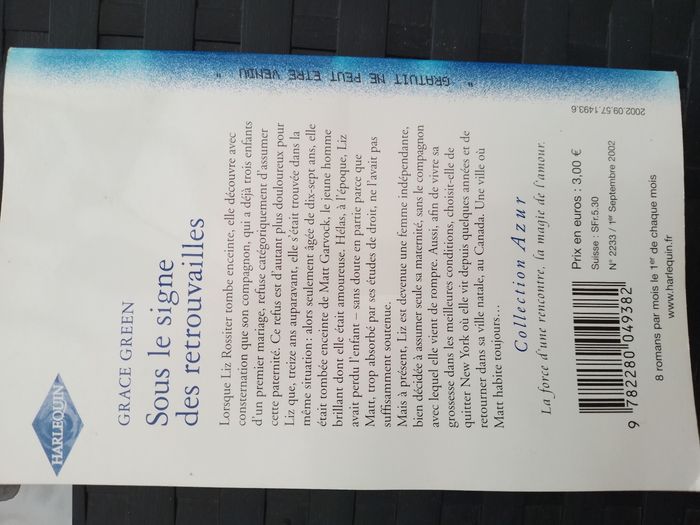 HARLEQUIN
GRACE GREEN
Sous le signe
des retrouvailles
Lorsque Liz Rossiter tombe enceinte, elle découvre avec
consternation que son compagnon, qui a déjà trois enfants
d'un premier mariage, refuse catégoriquement d'assumer
cette paternité. Ce refus est d'autant plus douloureux pour
Liz que, treize ans auparavant, elle s'était trouvée dans la
même situation : alors seulement âgée de dix-sept ans, elle
était tombée enceinte de Matt Garvock, le jeune homme
brillant dont elle était amoureuse. Hélas, à l'époque, Liz
avait perdu l'enfant – sans doute en partie parce que
Matt, trop absorbé par ses études de droit, ne l'avait pas
suffisamment soutenue.
Mais à présent, Liz est devenue une femme indépendante,
bien décidée à assumer seule sa maternité, sans le compagnon
avec lequel elle vient de rompre. Aussi, afin de vivre sa
grossesse dans les meilleures conditions, choisit-elle de
quitter New York où elle vit depuis quelques années et de
retourner dans sa ville natale, au Canada. Une ville où
Matt habite toujours...
Collection Azur
La force d'une rencontre, la magie de l'amour.
Prix en euros : 3,00 €
Suisse : SFr.5.30
N° 2233 / 1er Septembre 2002
9 782280 049382
8 romans par mois le 1er de chaque mois
www.harlequin.fr
" GRATUIT NE PEUT ETRE VENDU "
2002.09.57.1493.6